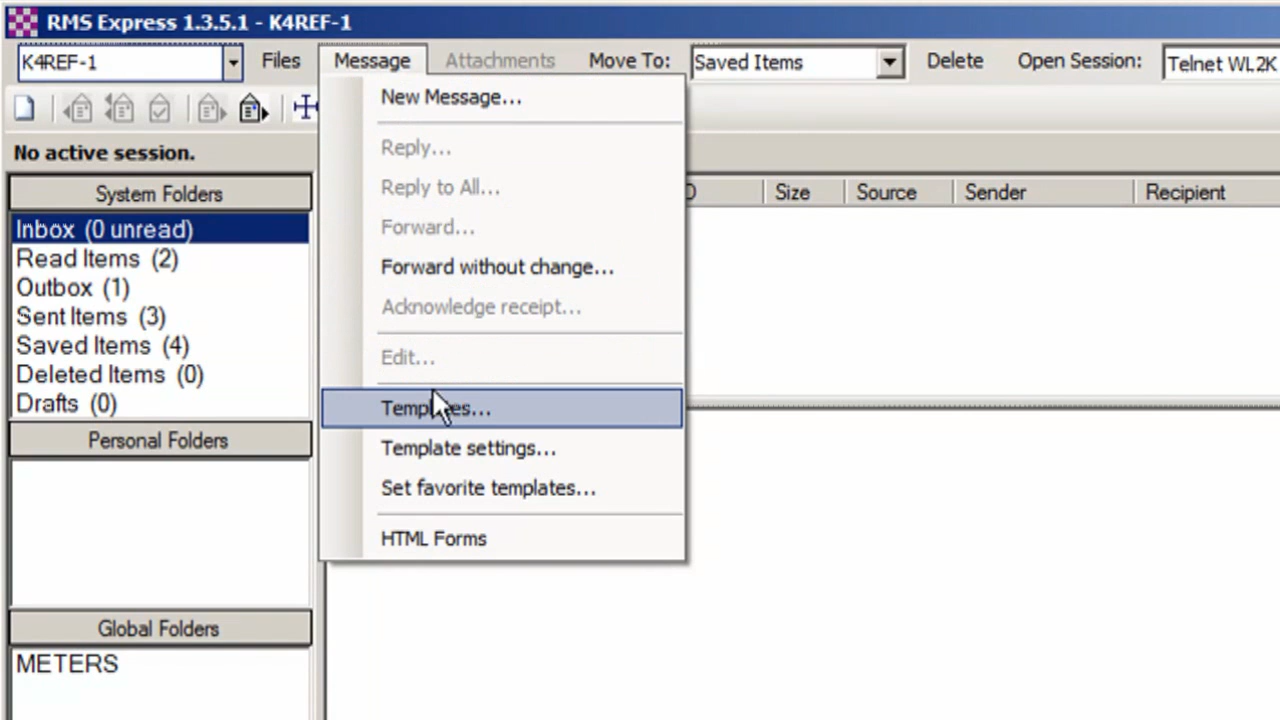 RMS Express 1.3.5.1 - K4REF-1
K4REF-1 Files Message Attachments Move To: Saved Items Delete Open Session: Telnet WL2K
New Message...
No active session.
Reply...
System Folders
Reply to All...
Size Source Sender Recipient
Inbox (0 unread)
Forward...
Read Items (2)
Forward without change...
Outbox (1)
Acknowledge receipt...
Sent Items (3)
Saved Items (4)
Edit...
Deleted Items (0)
Drafts (0)
Templates...
Personal Folders
Template settings...
Set favorite templates...
HTML Forms
Global Folders
METERS